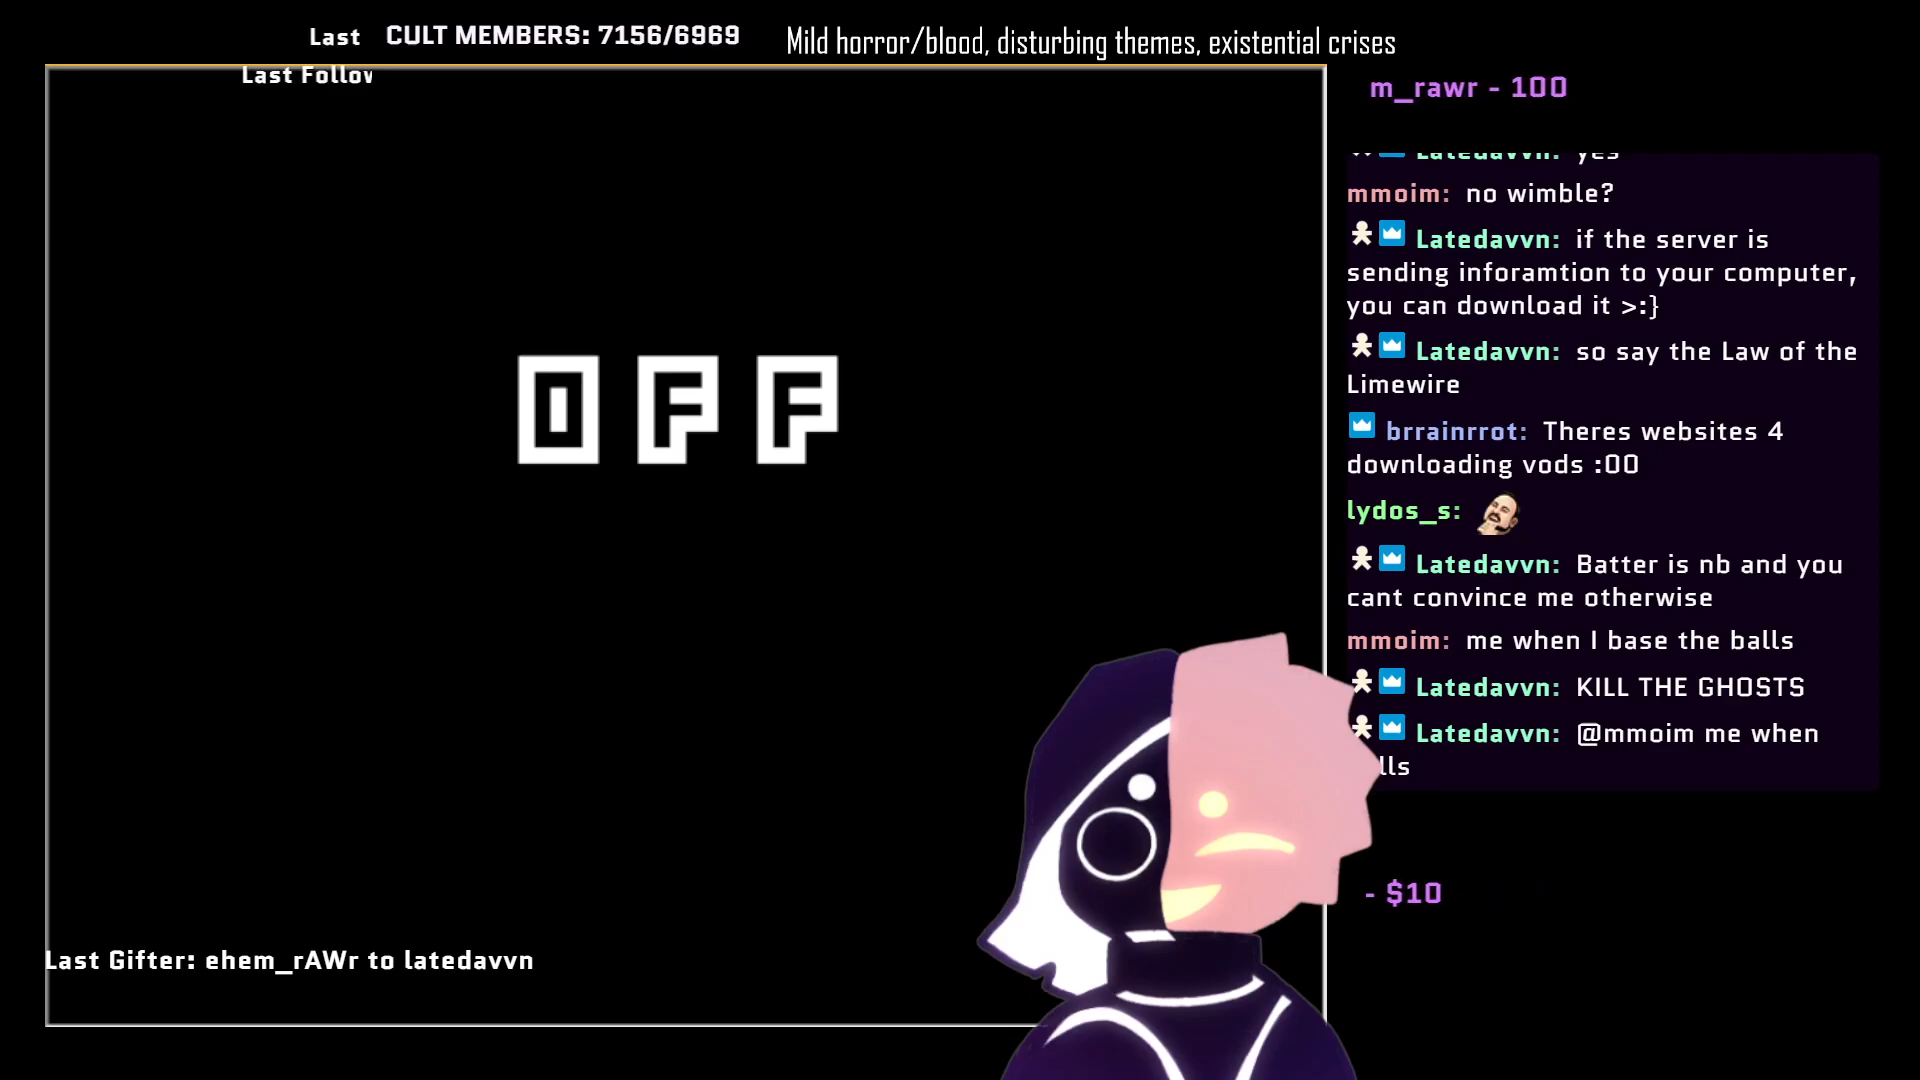 Last
CULT MEMBERS: 7156/6969
Mild horror/blood, disturbing themes, existential crises
Last Follow
m_rawr - 100
Latedavvn: yes
mmoim: no wimble?
Latedavvn: if the server is
sending inforamtion to your computer,
you can download it >:}
Latedavvn: so say the Law of the
Limewire
brrainrrot: Theres websites 4
downloading vods :00
lydos_s:
Latedavvn: Batter is nb and you
cant convince me otherwise
mmoim: me when I base the balls
Latedavvn: KILL THE GHOSTS
Latedavvn: @mmoim me when
lls
OFF
- $10
Last Gifter: ehem_rAWr to latedavvn